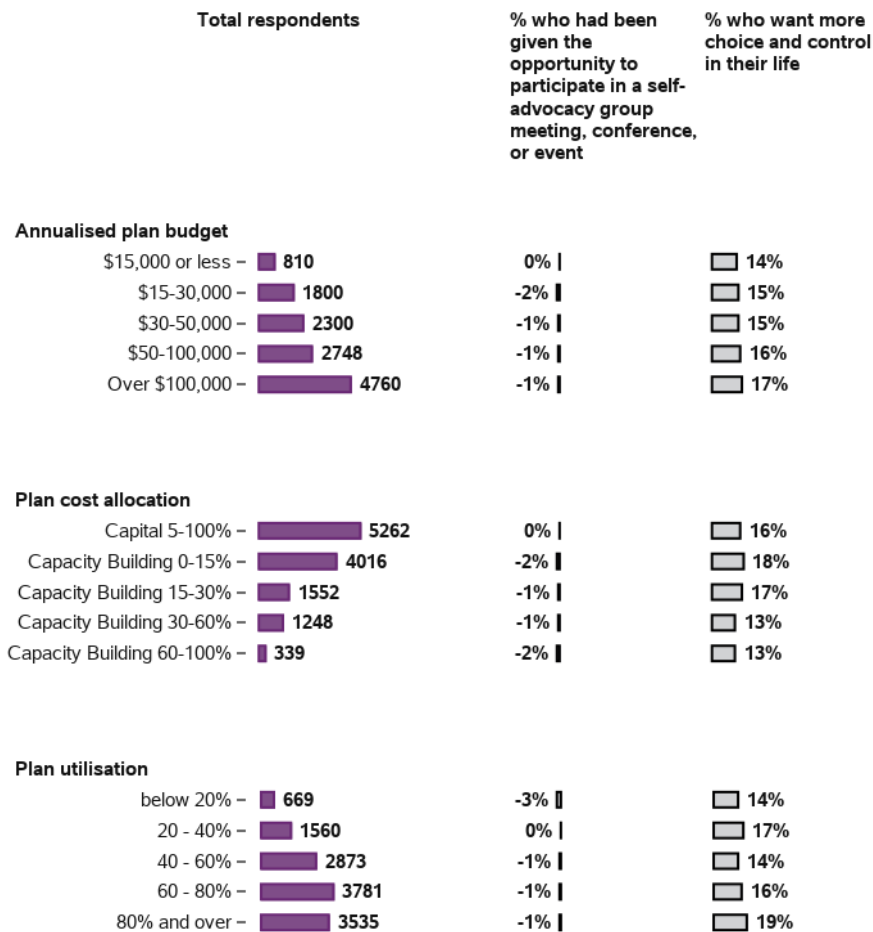 Total respondents
% who had been
given the
opportunity to
participate in a self-
advocacy group
meeting, conference,
or event
% who want more
choice and control
in their life
Annualised plan budget
$15,000 or less – 810 0% 14%
$15-30,000 – 1800 -2% 15%
$30-50,000 – 2300 -1% 15%
$50-100,000 – 2748 -1% 16%
Over $100,000 – 4760 -1% 17%
Plan cost allocation
Capital 5-100% – 5262 0% 16%
Capacity Building 0-15% – 4016 -2% 18%
Capacity Building 15-30% – 1552 -1% 17%
Capacity Building 30-60% – 1248 -1% 13%
Capacity Building 60-100% – 339 -2% 13%
Plan utilisation
below 20% – 669 -3% 14%
20 - 40% – 1560 0% 17%
40 - 60% – 2873 -1% 14%
60 - 80% – 3781 -1% 16%
80% and over – 3535 -1% 19%